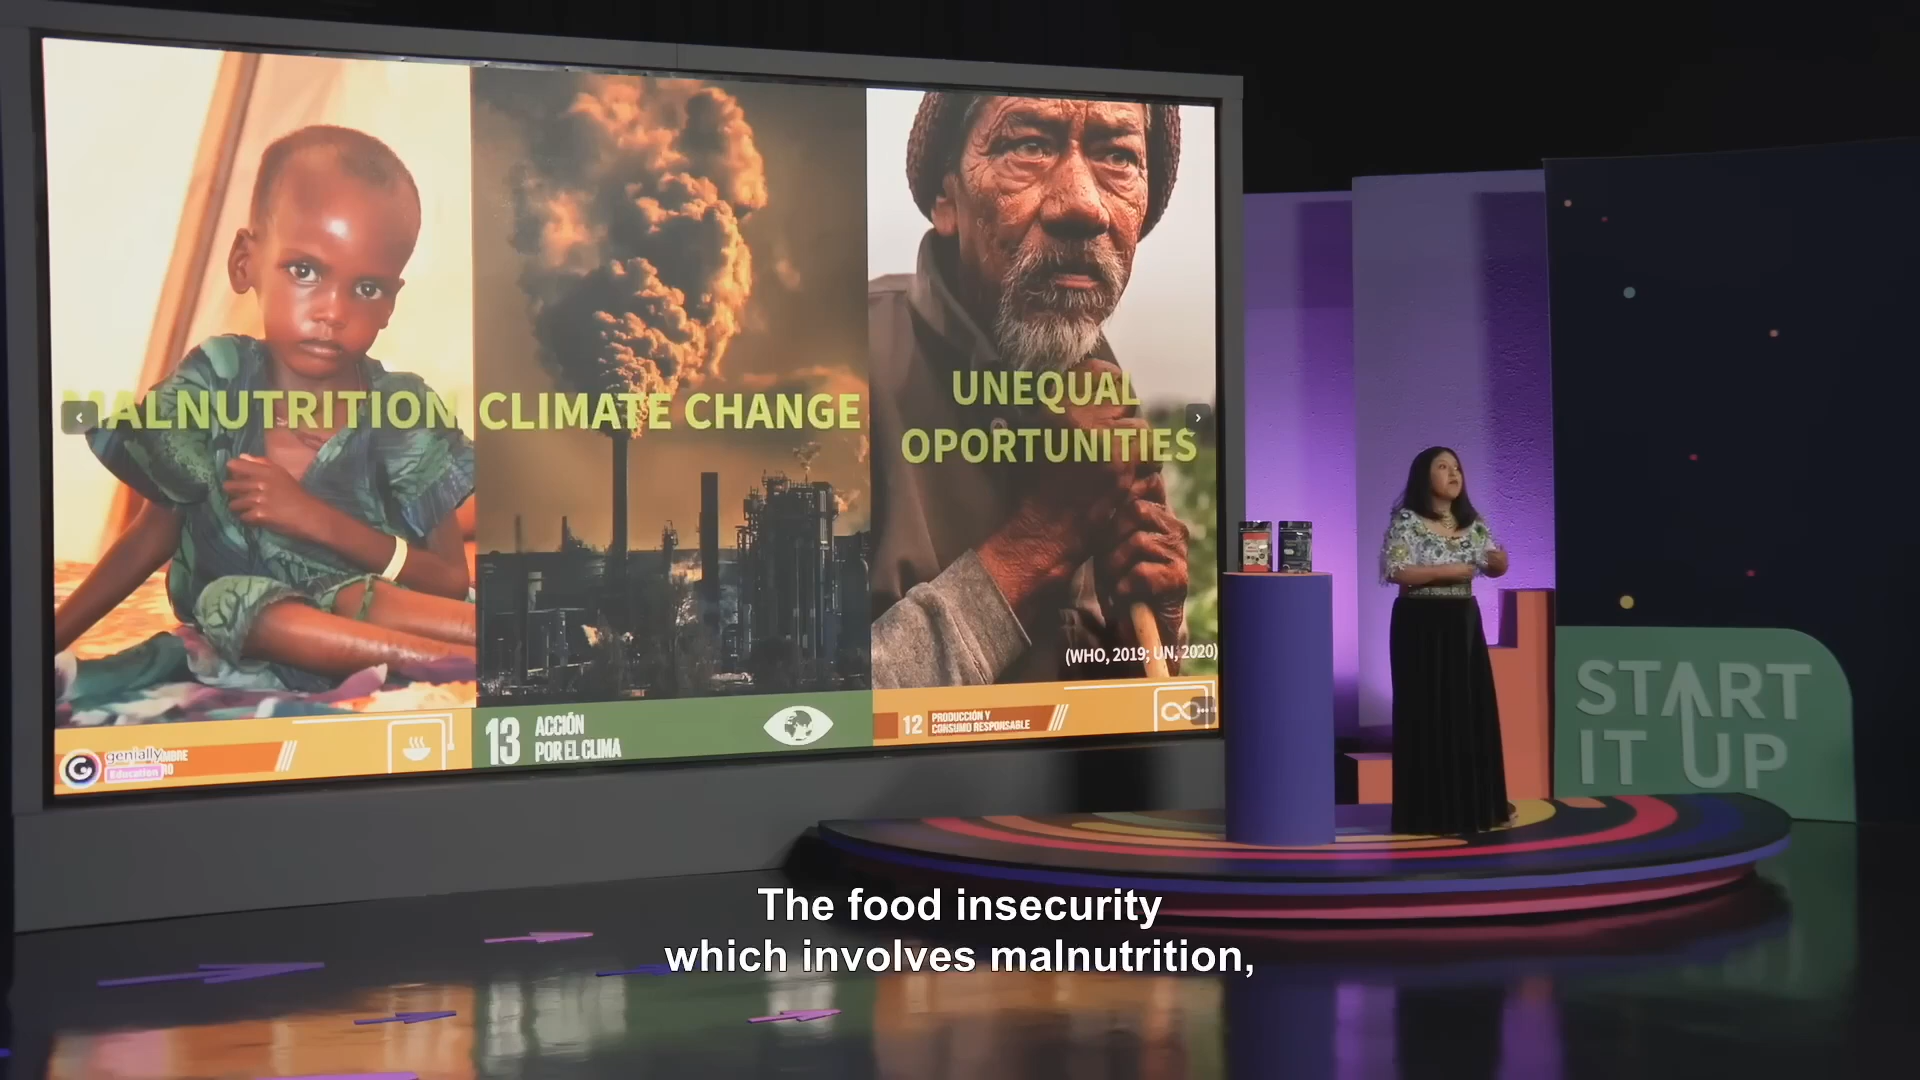 MALNUTRITION
CLIMATE CHANGE
UNEQUAL
OPORTUNITIES
(WHO, 2019; UN, 2020)
genially
Education
13
ACCIÓN
POR EL CLIMA
12
PRODUCCIÓN Y
CONSUMO RESPONSABLE
START
IT UP
The food insecurity
which involves malnutrition,